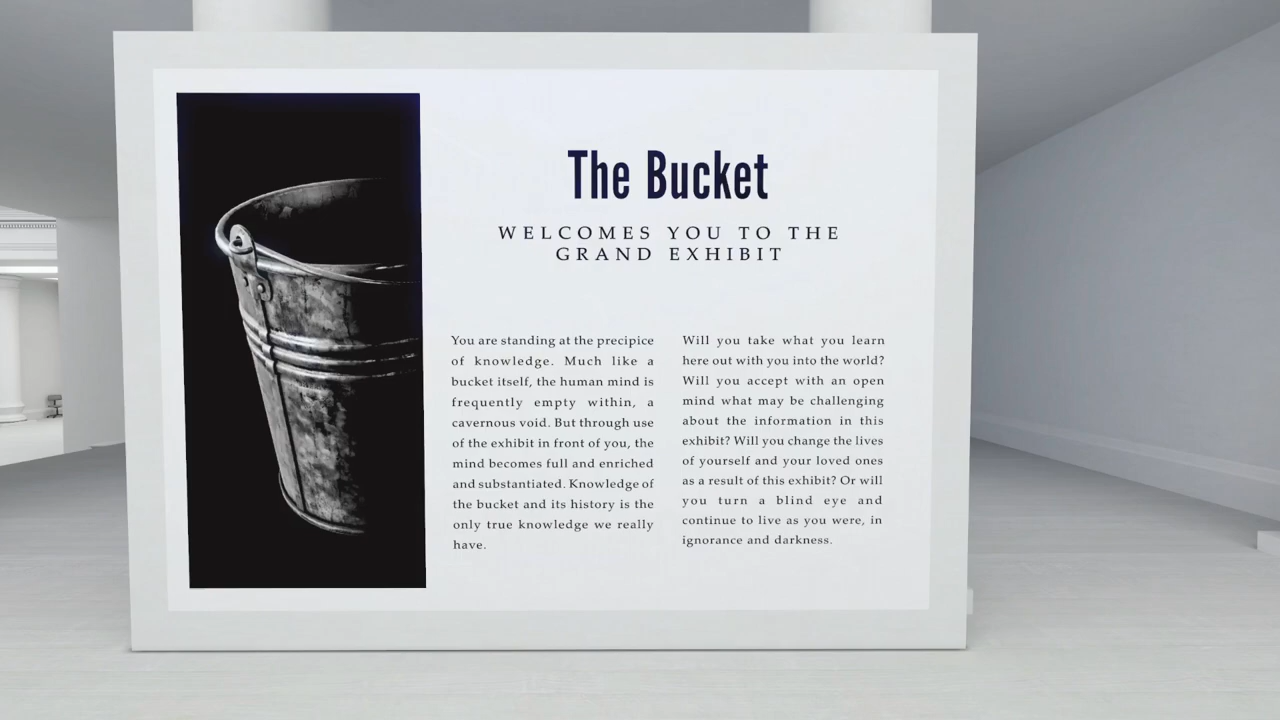 The Bucket
WELCOMES YOU TO THE
GRAND EXHIBIT
You are standing at the precipice
of knowledge. Much like a
bucket itself, the human mind is
frequently empty within, a
cavernous void. But through use
of the exhibit in front of you, the
mind becomes full and enriched
and substantiated. Knowledge of
the bucket and its history is the
only true knowledge we really
have.
Will you take what you learn
here out with you into the world?
Will you accept with an open
mind what may be challenging
about the information in this
exhibit? Will you change the lives
of yourself and your loved ones
as a result of this exhibit? Or will
you turn a blind eye and
continue to live as you were, in
ignorance and darkness.